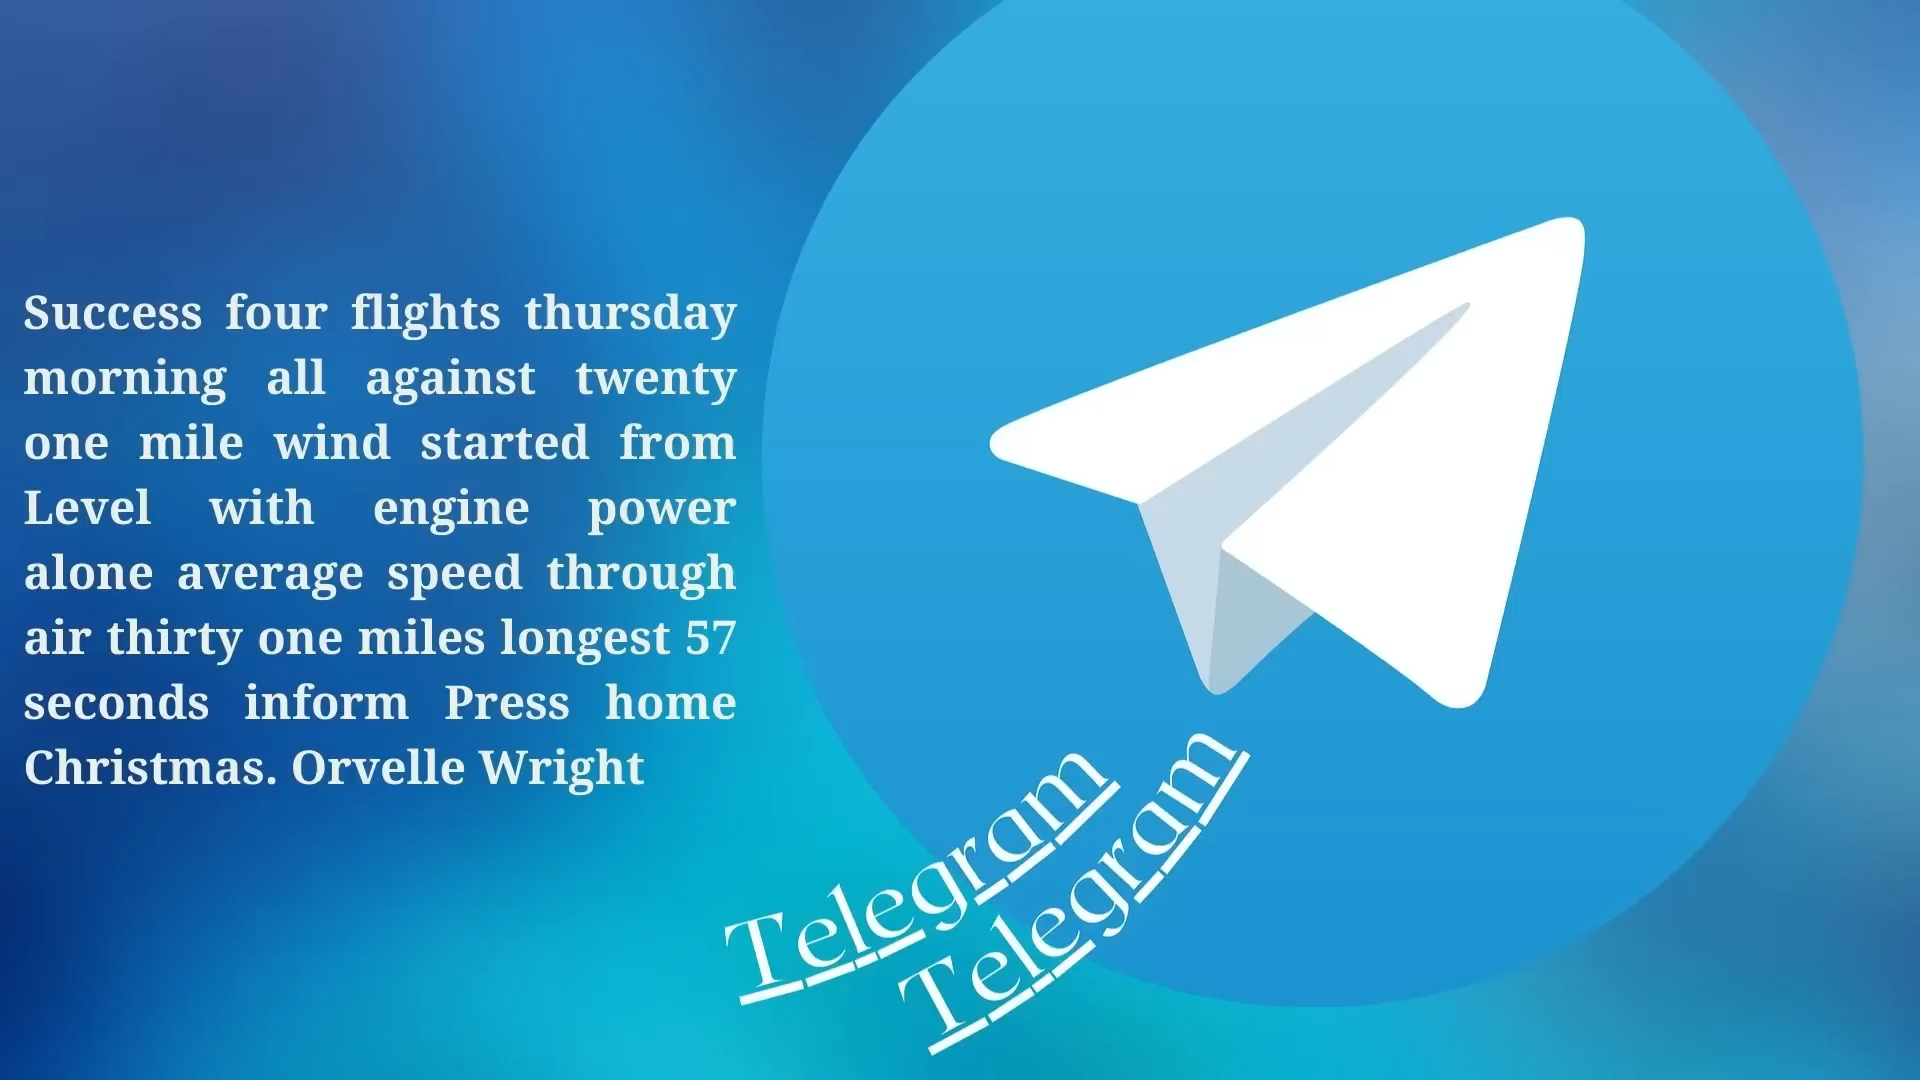 Success four flights thursday
morning all against twenty
one mile wind started from
Level with engine power
alone average speed through
air thirty one miles longest 57
seconds inform Press home
Christmas. Orvelle Wright
Telegram
Telegram